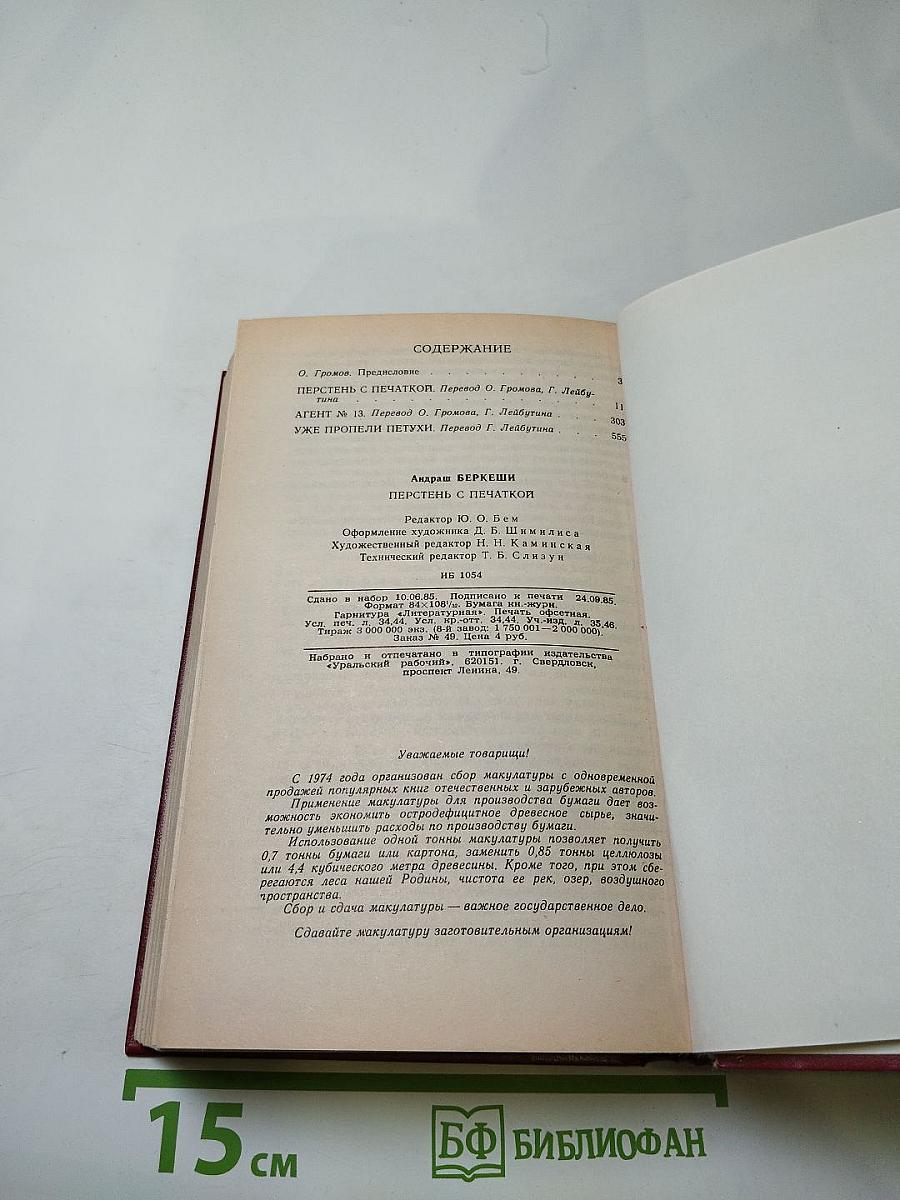 СОДЕРЖАНИЕ
О. Громов. Предисловие . . . . . . . . . . 3
ПЕРСТЕНЬ С ПЕЧАТКОЙ. Перевод О. Громова, Г. Лейбу-
тина . . . . . . . . . . . . . . . 11
АГЕНТ № 13. Перевод О. Громова, Г. Лейбутина . . . 303
УЖЕ ПРОПЕЛИ ПЕТУХИ. Перевод Г. Лейбутина . . . 555
Андраш БЕРКЕШИ
ПЕРСТЕНЬ С ПЕЧАТКОЙ
Редактор Ю. О. Бем
Оформление художника Д. Б. Шимилиса
Художественный редактор Н. Н. Каминская
Технический редактор Т. Б. Слизун
ИБ 1054
Сдано в набор 10.06.85. Подписано к печати 24.09.85.
Формат 84×108¹/₃₂. Бумага кн.-журн.
Гарнитура «Литературная». Печать офсетная.
Усл. печ. л. 34,44. Усл. кр.-отт. 34,44. Уч.-изд. л. 35,46.
Тираж 3 000 000 экз. (8-й завод: 1 750 001—2 000 000).
Заказ № 49. Цена 4 руб.
Набрано и отпечатано в типографии издательства
«Уральский рабочий», 620151. г. Свердловск,
проспект Ленина, 49.
Уважаемые товарищи!
С 1974 года организован сбор макулатуры с одновременной
продажей популярных книг отечественных и зарубежных авторов.
Применение макулатуры для производства бумаги дает воз-
можность экономить остродефицитное древесное сырье, значи-
тельно уменьшить расходы по производству бумаги.
Использование одной тонны макулатуры позволяет получить
0,7 тонны бумаги или картона, заменить 0,85 тонны целлюлозы
или 4,4 кубического метра древесины. Кроме того, при этом сбе-
регаются леса нашей Родины, чистота ее рек, озер, воздушного
пространства.
Сбор и сдача макулатуры — важное государственное дело.
Сдавайте макулатуру заготовительным организациям!
15 см
БФ БИБЛИОФАН